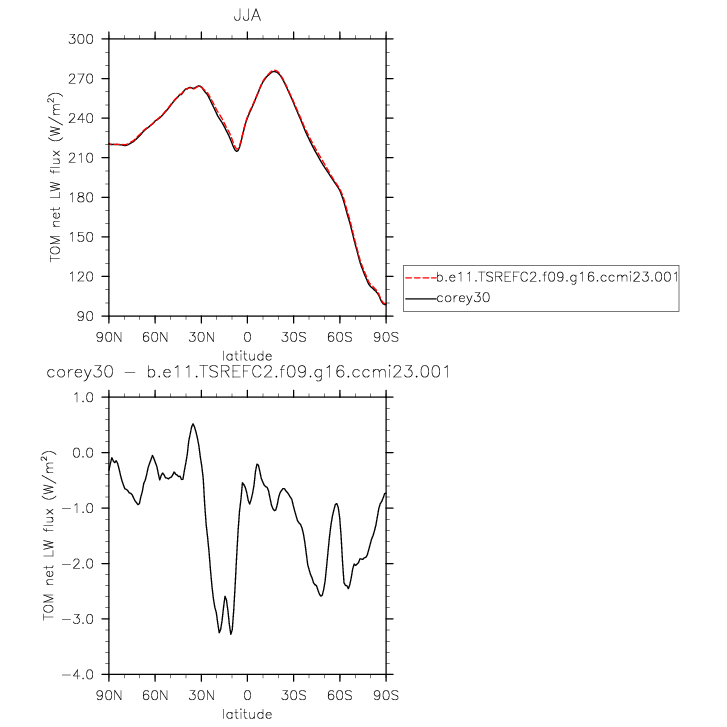 JJA
300
270
240
210
180
150
120
90
TOM net LW flux (W/m²)
90N 60N 30N 0 30S 60S 90S
latitude
b.e11.TSREFC2.f09.g16.ccmi23.001
corey30
corey30 − b.e11.TSREFC2.f09.g16.ccmi23.001
1.0
0.0
−1.0
−2.0
−3.0
−4.0
TOM net LW flux (W/m²)
90N 60N 30N 0 30S 60S 90S
latitude